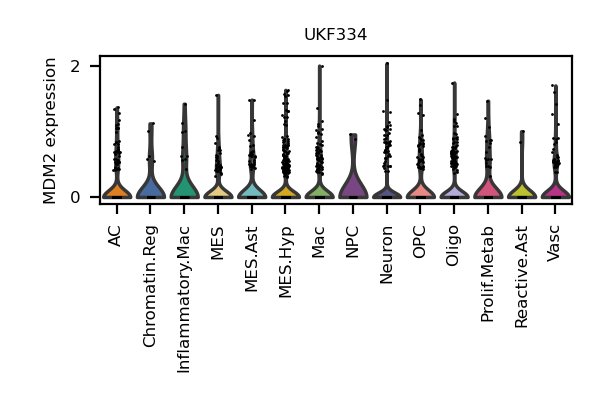 UKF334
MDM2 expression
2
0
AC
Chromatin.Reg
Inflammatory.Mac
MES
MES.Ast
MES.Hyp
Mac
NPC
Neuron
OPC
Oligo
Prolif.Metab
Reactive.Ast
Vasc